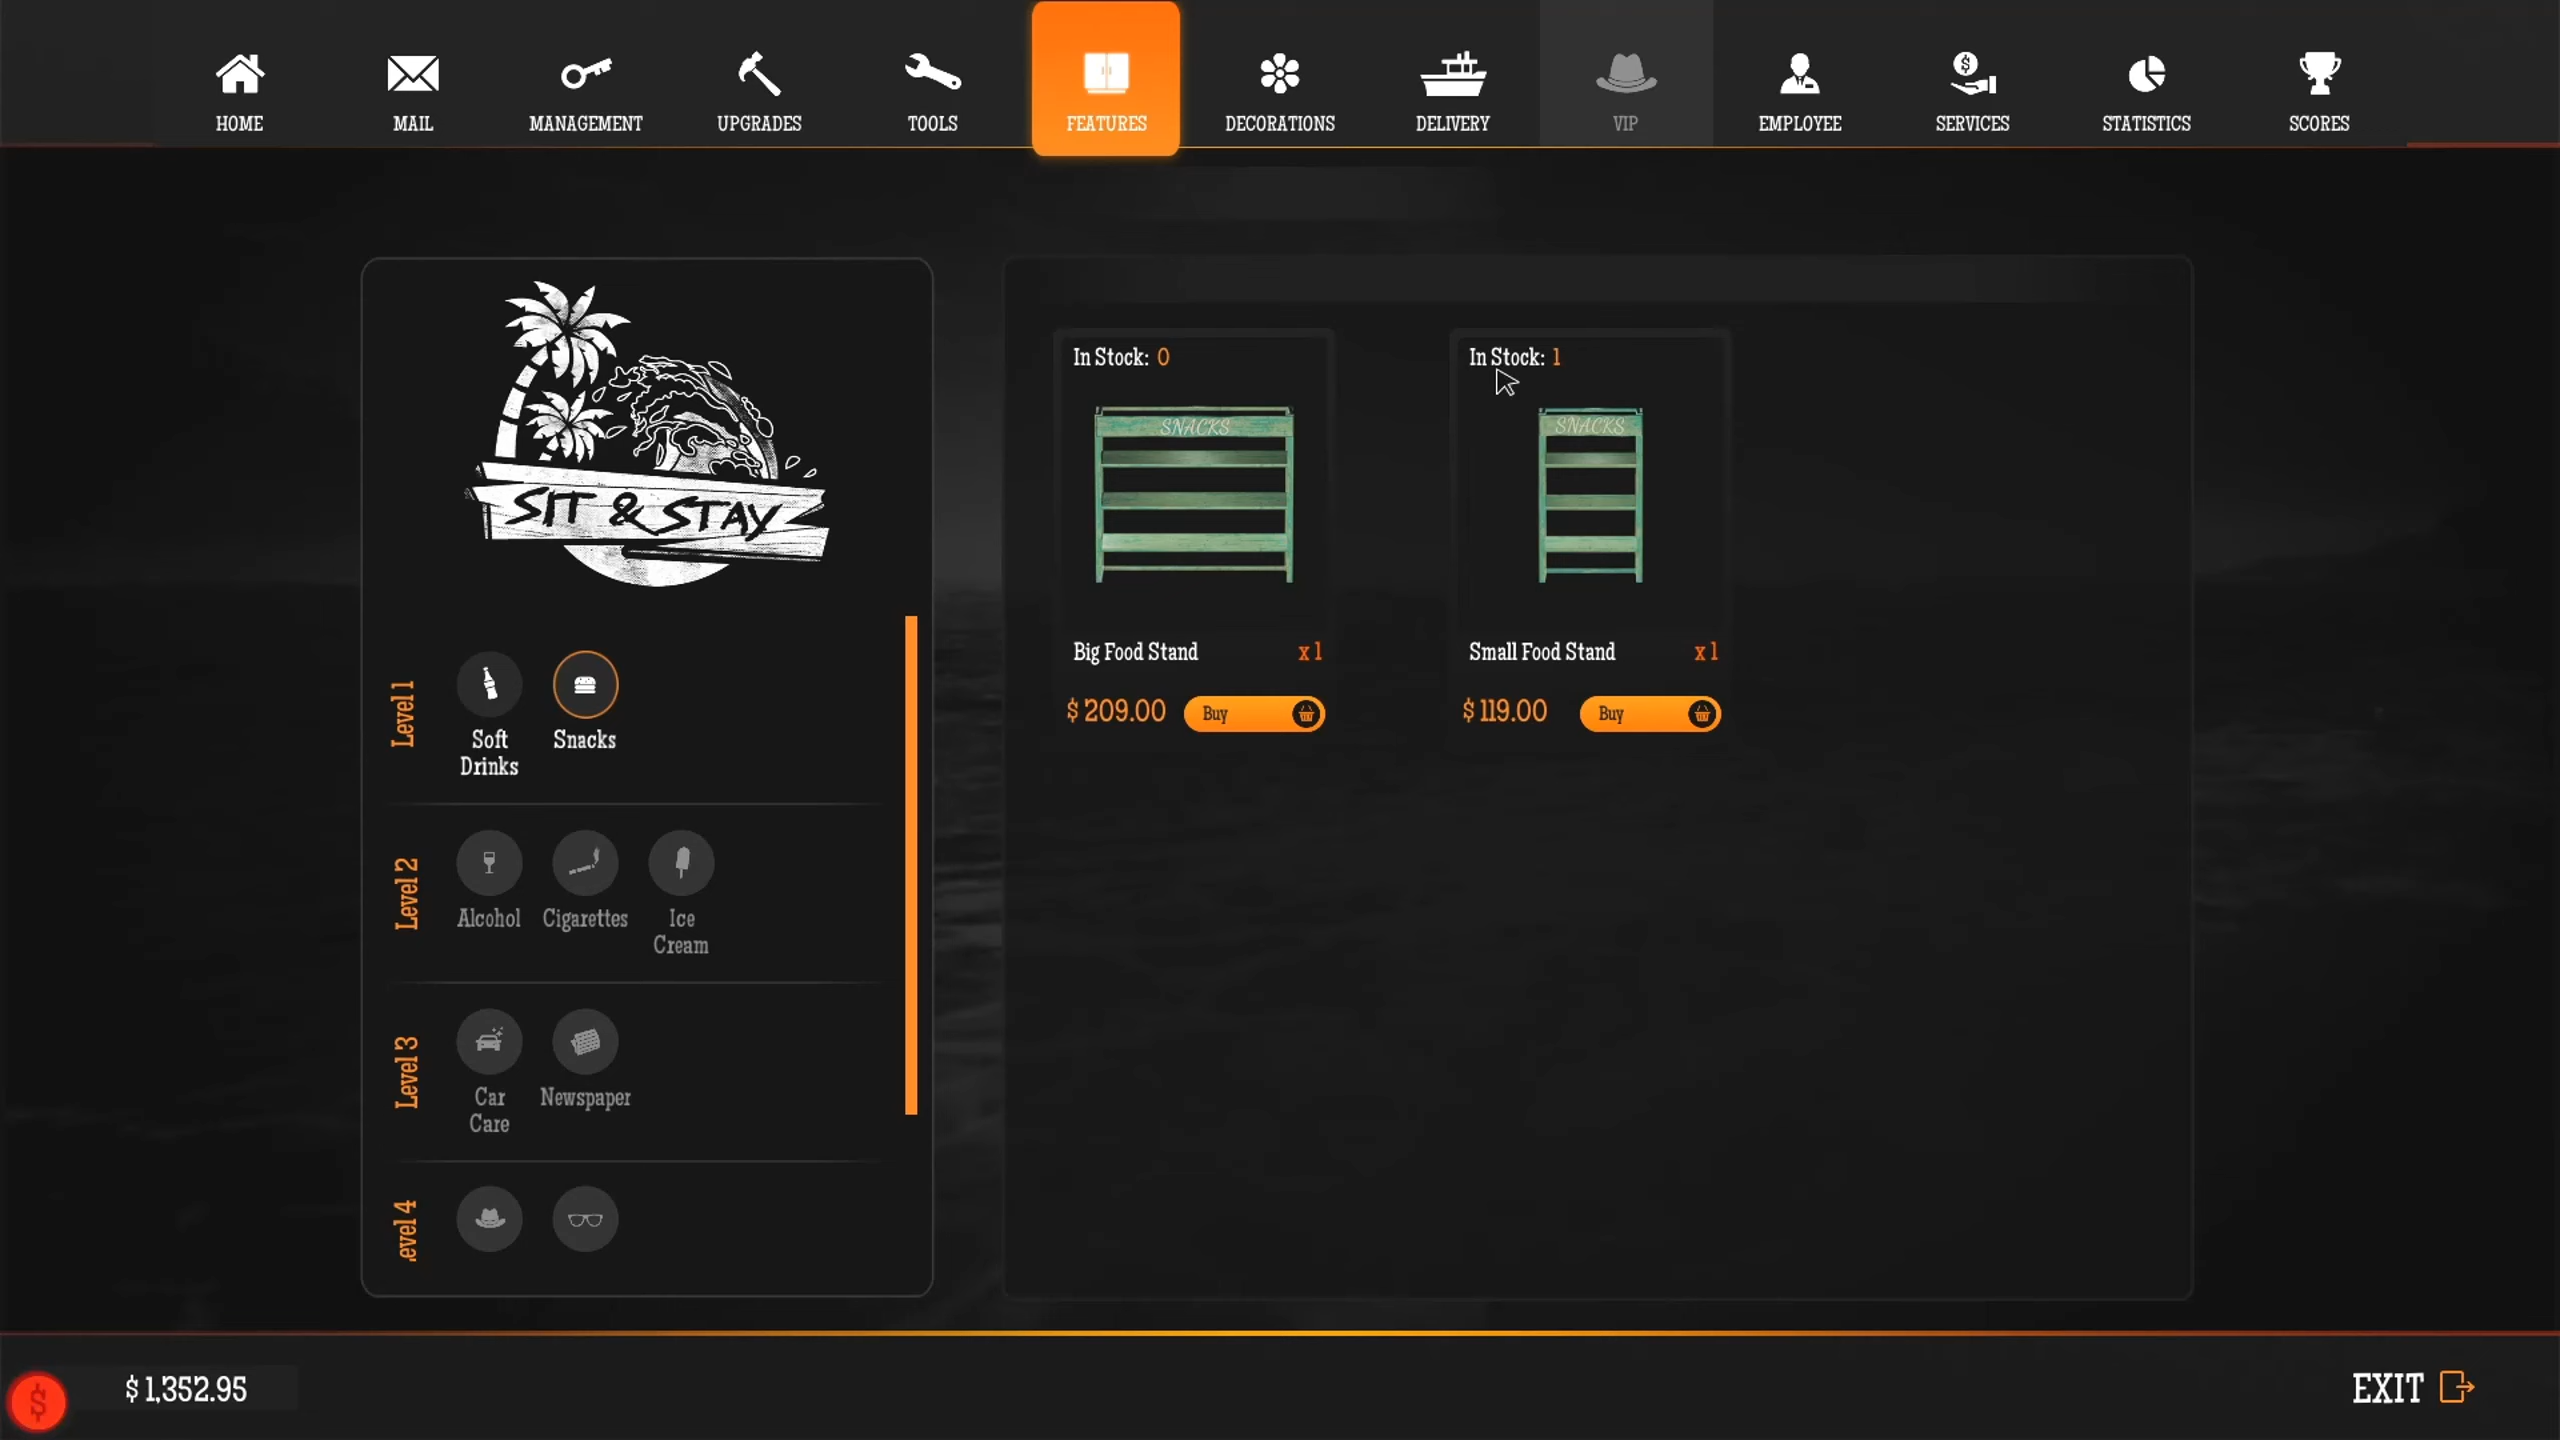 HOME
MAIL
MANAGEMENT
UPGRADES
TOOLS
FEATURES
DECORATIONS
DELIVERY
VIP
EMPLOYEE
SERVICES
STATISTICS
SCORES
SIT & STAY
Level 1
Soft
Drinks
Snacks
Level 2
Alcohol
Cigarettes
Ice
Cream
Level 3
Car
Care
Newspaper
evel 4
In Stock: 0
SNACKS
Big Food Stand x 1
$ 209.00 Buy
In Stock: 1
SNACKS
Small Food Stand x 1
$ 119.00 Buy
$ $ 1,352.95
EXIT